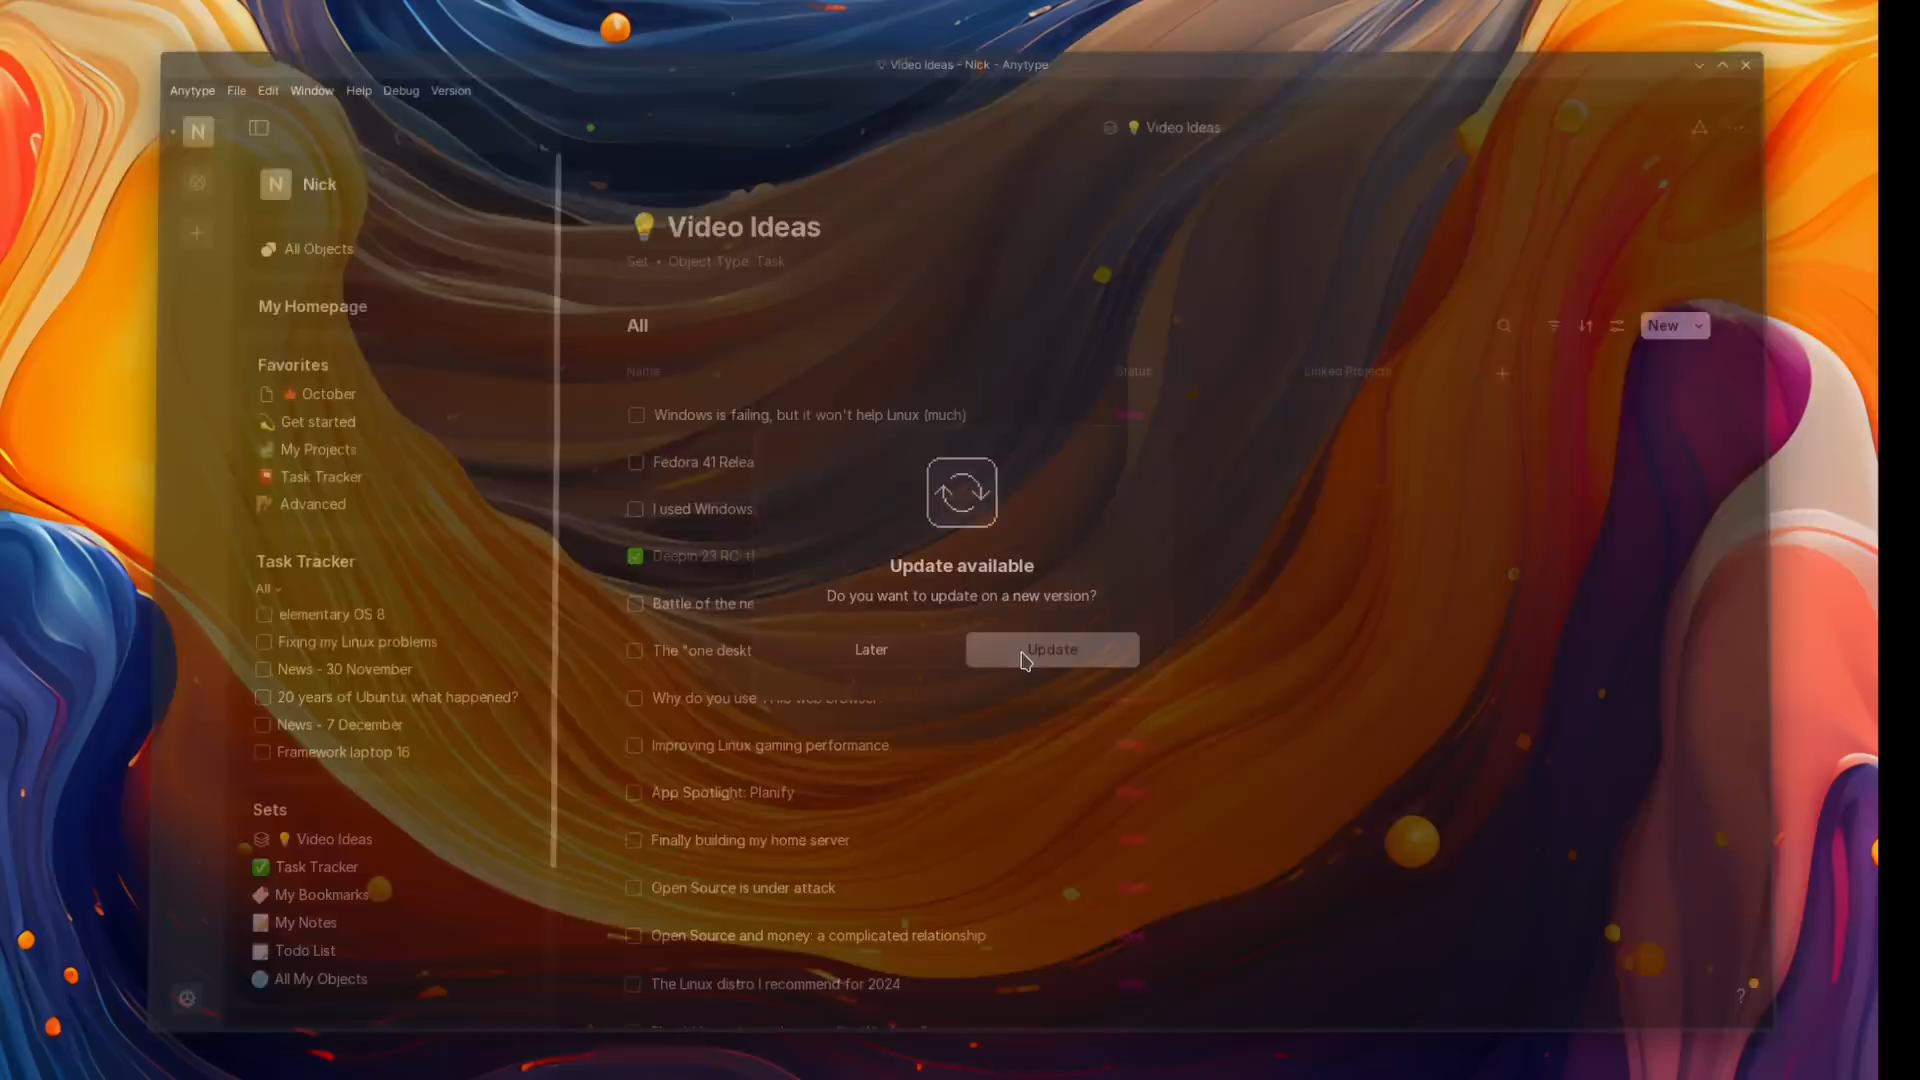 Video Ideas - Nick - Anytype
Anytype File Edit Window Help Debug Version
N
Video Ideas
N Nick
All Objects
My Homepage
Favorites
October
Get started
My Projects
Task Tracker
Advanced
Task Tracker
All
elementary OS 8
Fixing my Linux problems
News - 30 November
20 years of Ubuntu: what happened?
News - 7 December
Framework laptop 16
Sets
Video Ideas
Task Tracker
My Bookmarks
My Notes
Todo List
All My Objects
Video Ideas
Set • Object Type: Task
All
New
Name Status Linked Projects
Windows is failing, but it won't help Linux (much)
Fedora 41 Relea
I used Windows
Deepin 23 RC:
Battle of the ne
The "one deskt
Why do you use this web browser
Improving Linux gaming performance
App Spotlight: Planify
Finally building my home server
Open Source is under attack
Open Source and money: a complicated relationship
The Linux distro I recommend for 2024
Update available
Do you want to update on a new version?
Later Update
?